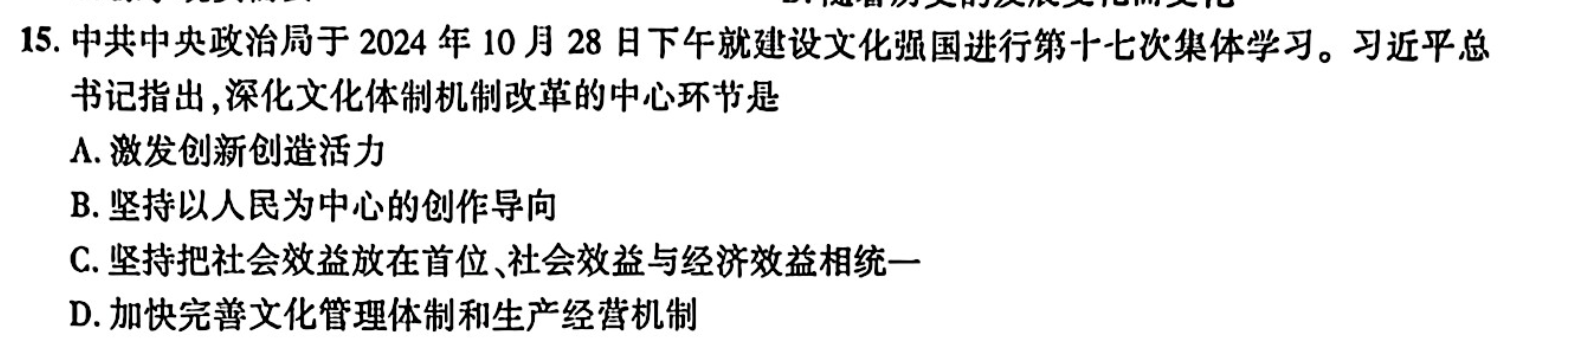 15. 中共中央政治局于 2024 年 10 月 28 日下午就建设文化强国进行第十七次集体学习。习近平总
书记指出,深化文化体制机制改革的中心环节是
A. 激发创新创造活力
B. 坚持以人民为中心的创作导向
C. 坚持把社会效益放在首位、社会效益与经济效益相统一
D. 加快完善文化管理体制和生产经营机制